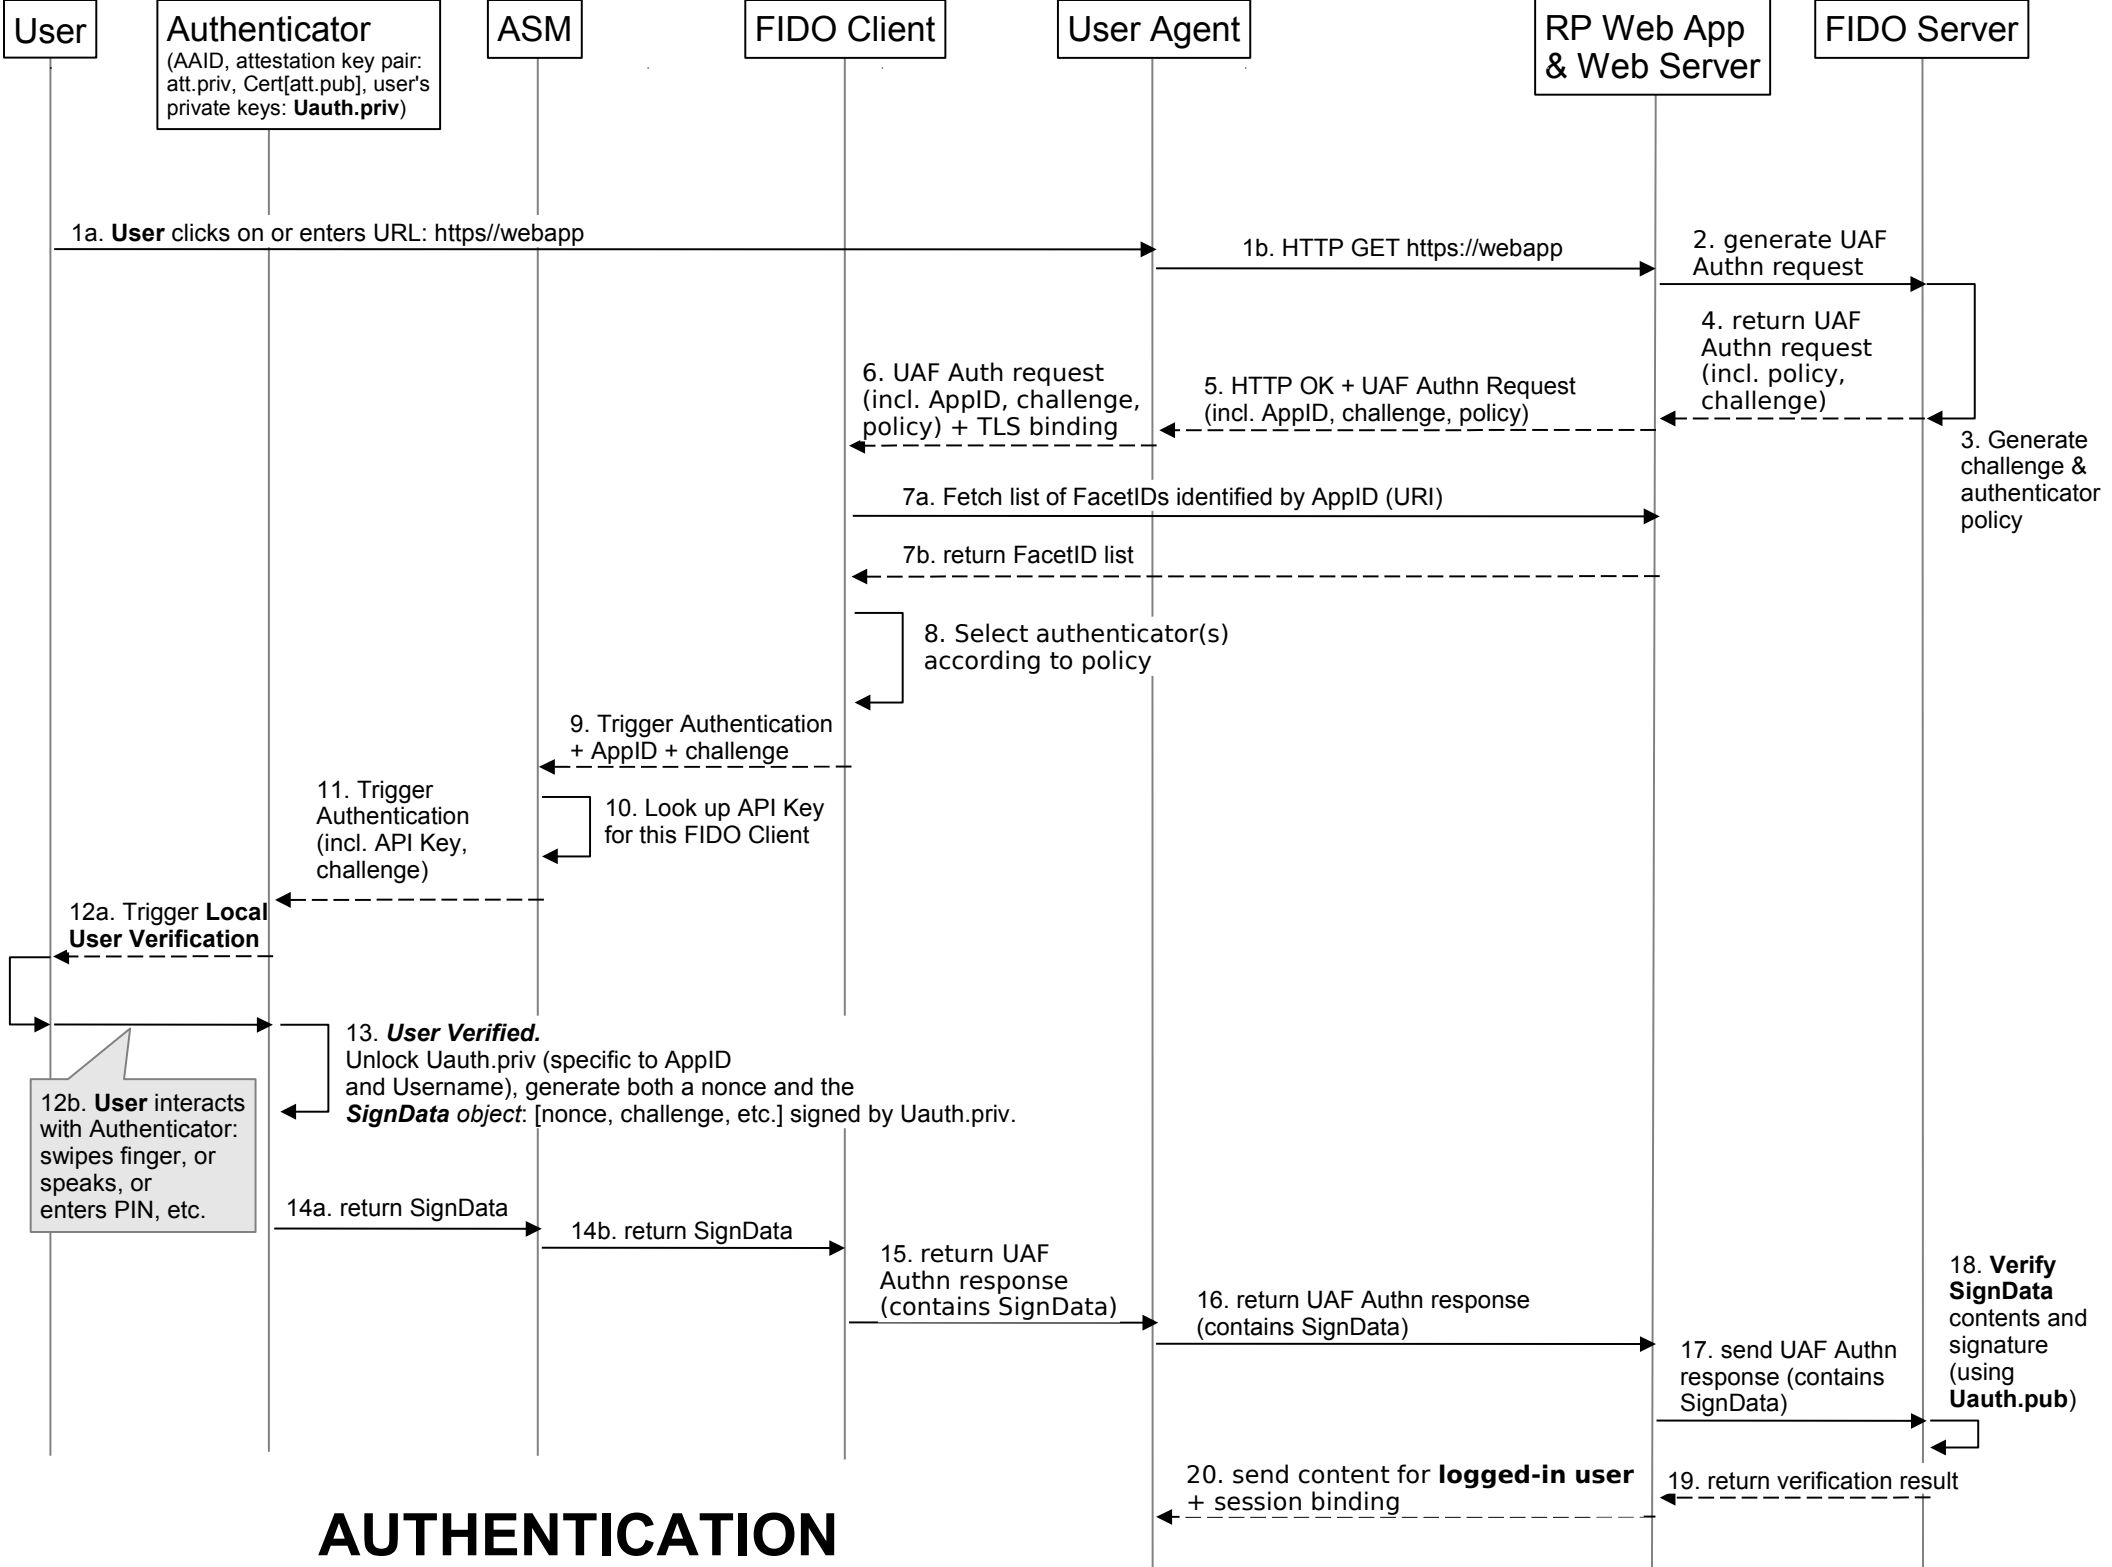 User
Authenticator
(AAID, attestation key pair:
att.priv, Cert[att.pub], user's
private keys: Uauth.priv)
ASM
FIDO Client
User Agent
RP Web App
& Web Server
FIDO Server
1a. User clicks on or enters URL: https//webapp
1b. HTTP GET https://webapp
2. generate UAF
Authn request
3. Generate
challenge &
authenticator
policy
4. return UAF
Authn request
(incl. policy,
challenge)
5. HTTP OK + UAF Authn Request
(incl. AppID, challenge, policy)
6. UAF Auth request
(incl. AppID, challenge,
policy) + TLS binding
7a. Fetch list of FacetIDs identified by AppID (URI)
7b. return FacetID list
8. Select authenticator(s)
according to policy
9. Trigger Authentication
+ AppID + challenge
10. Look up API Key
for this FIDO Client
11. Trigger
Authentication
(incl. API Key,
challenge)
12a. Trigger Local
User Verification
12b. User interacts
with Authenticator:
swipes finger, or
speaks, or
enters PIN, etc.
13. User Verified.
Unlock Uauth.priv (specific to AppID
and Username), generate both a nonce and the
SignData object: [nonce, challenge, etc.] signed by Uauth.priv.
14a. return SignData
14b. return SignData
15. return UAF
Authn response
(contains SignData)
16. return UAF Authn response
(contains SignData)
17. send UAF Authn
response (contains
SignData)
18. Verify
SignData
contents and
signature
(using
Uauth.pub)
19. return verification result
20. send content for logged-in user
+ session binding
AUTHENTICATION